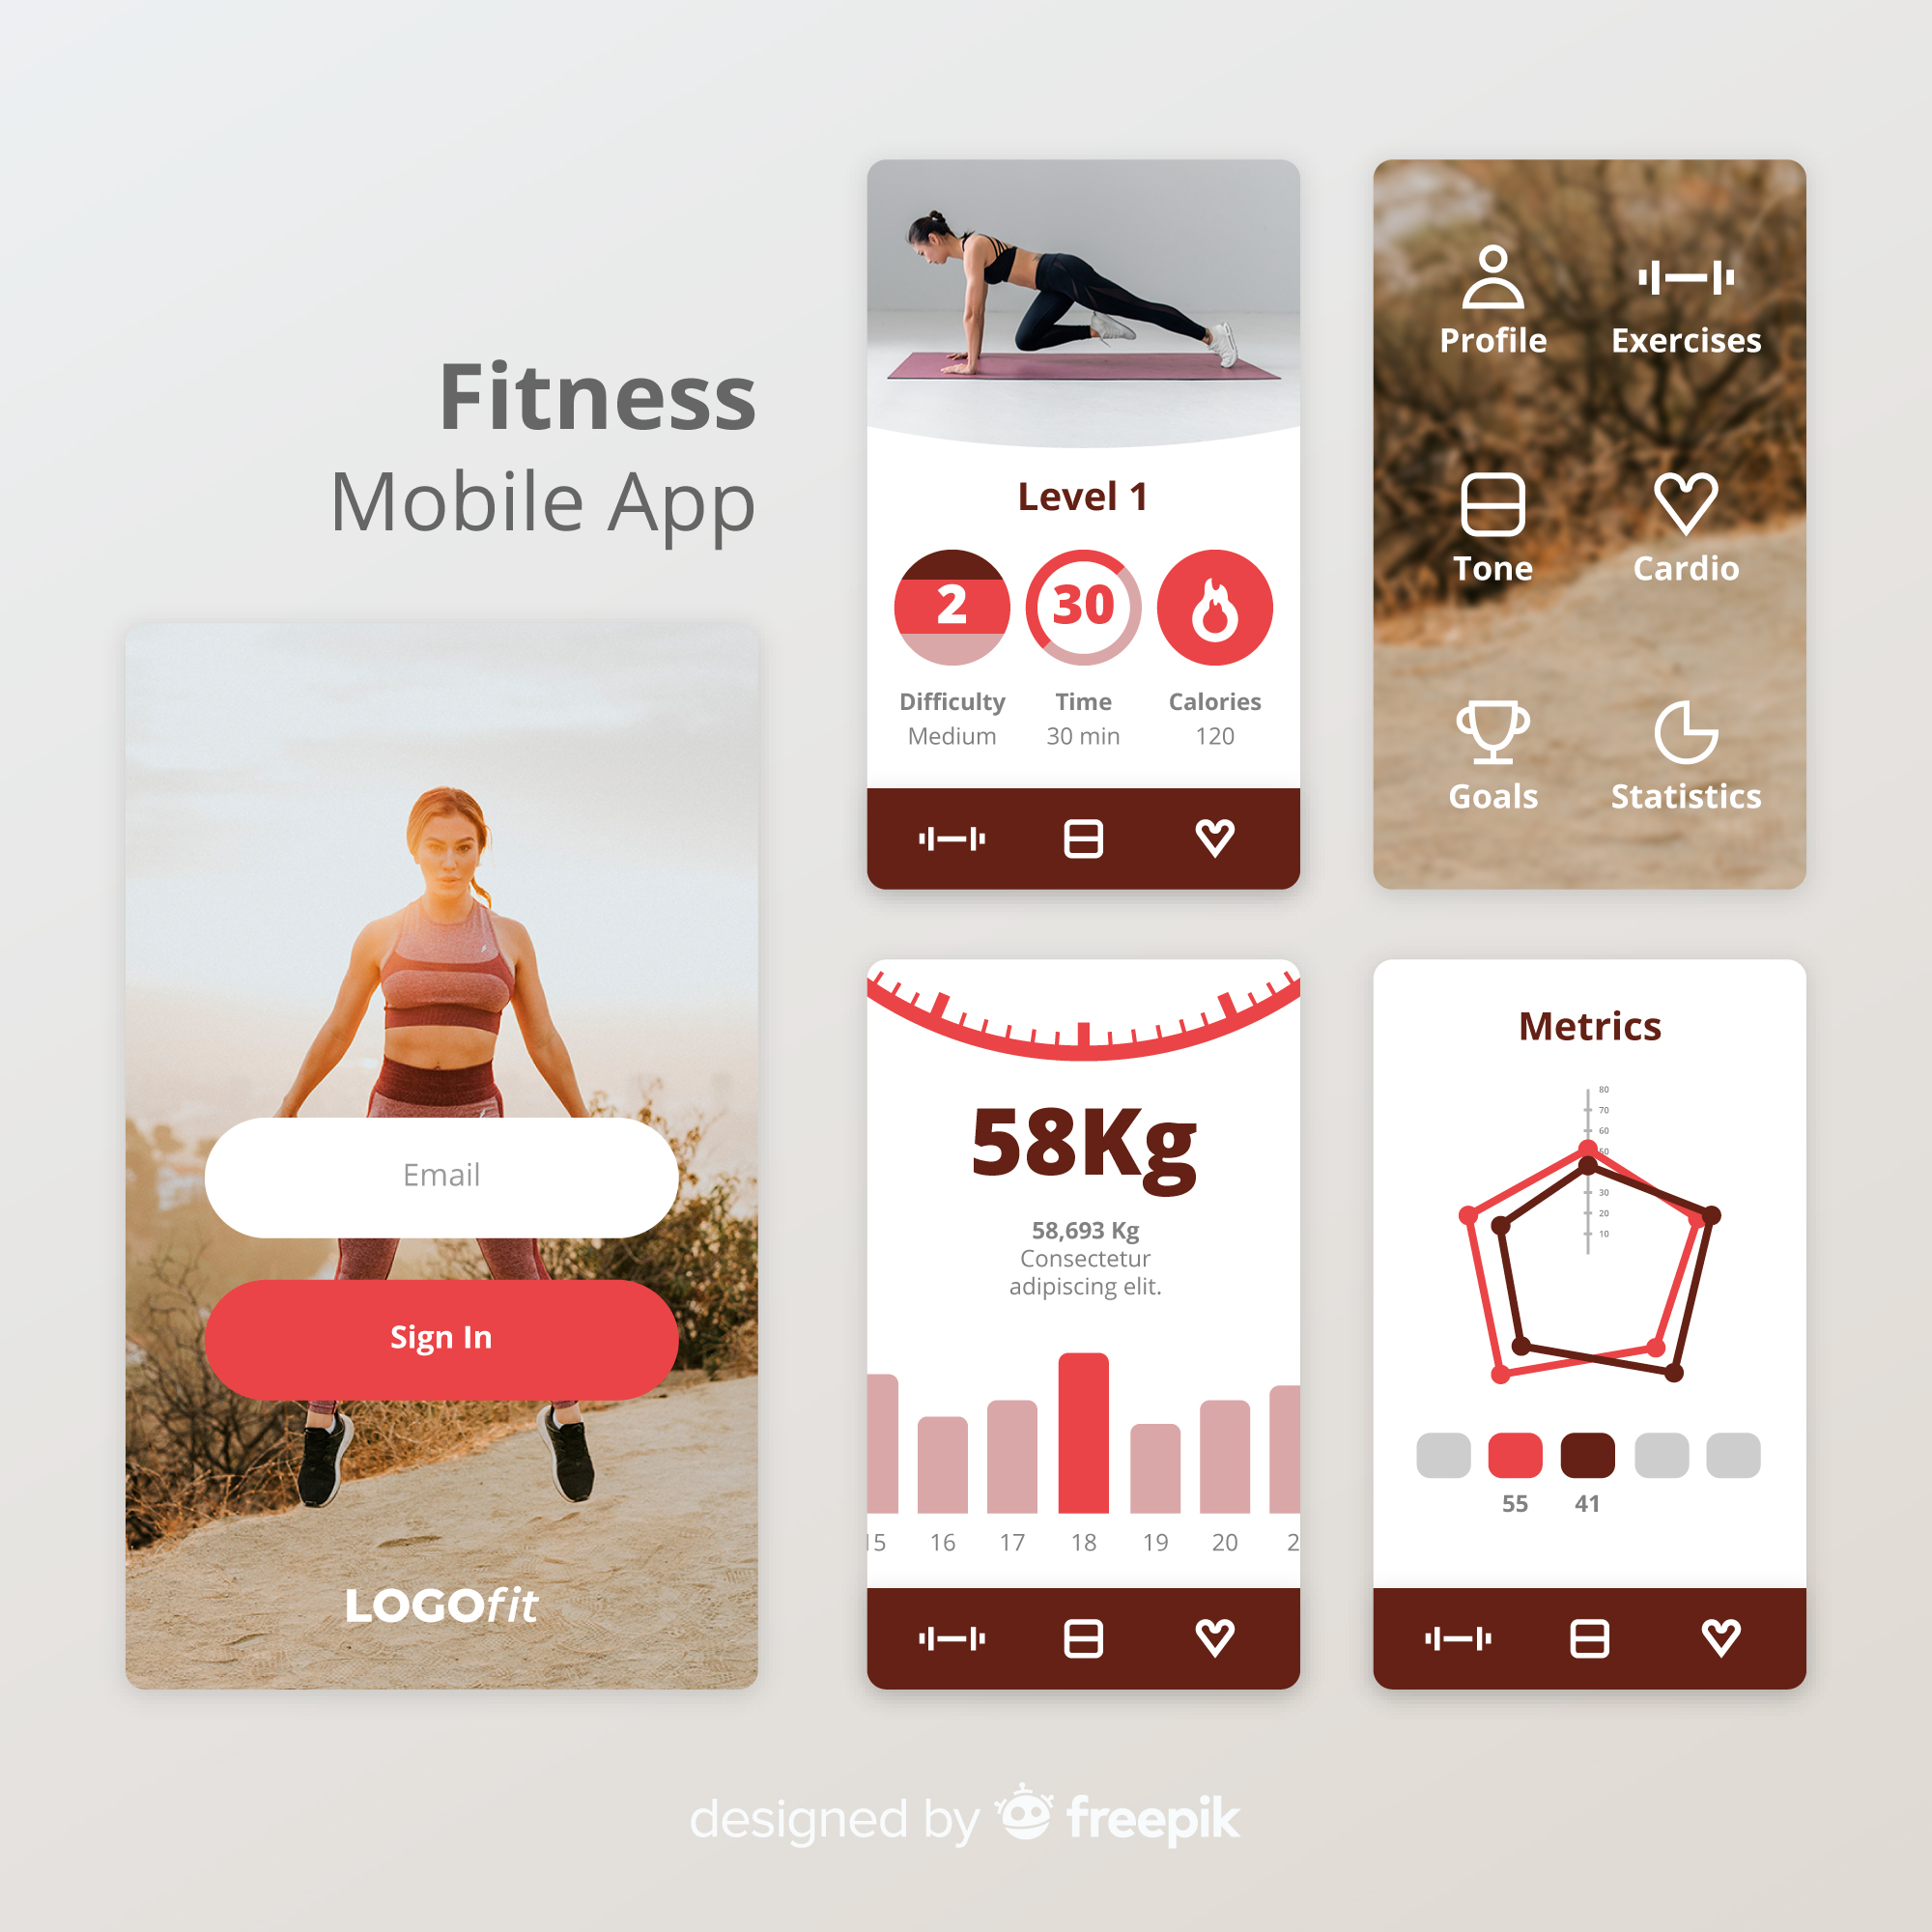 Fitness
Mobile App
Email
Sign In
LOGOfit
Level 1
2 30
Difficulty Time Calories
Medium 30 min 120
Profile Exercises
Tone Cardio
Goals Statistics
58Kg
58,693 Kg
Consectetur
adipiscing elit.
15 16 17 18 19 20 2
Metrics
80
70
60
50
30
20
10
55 41
designed by freepik